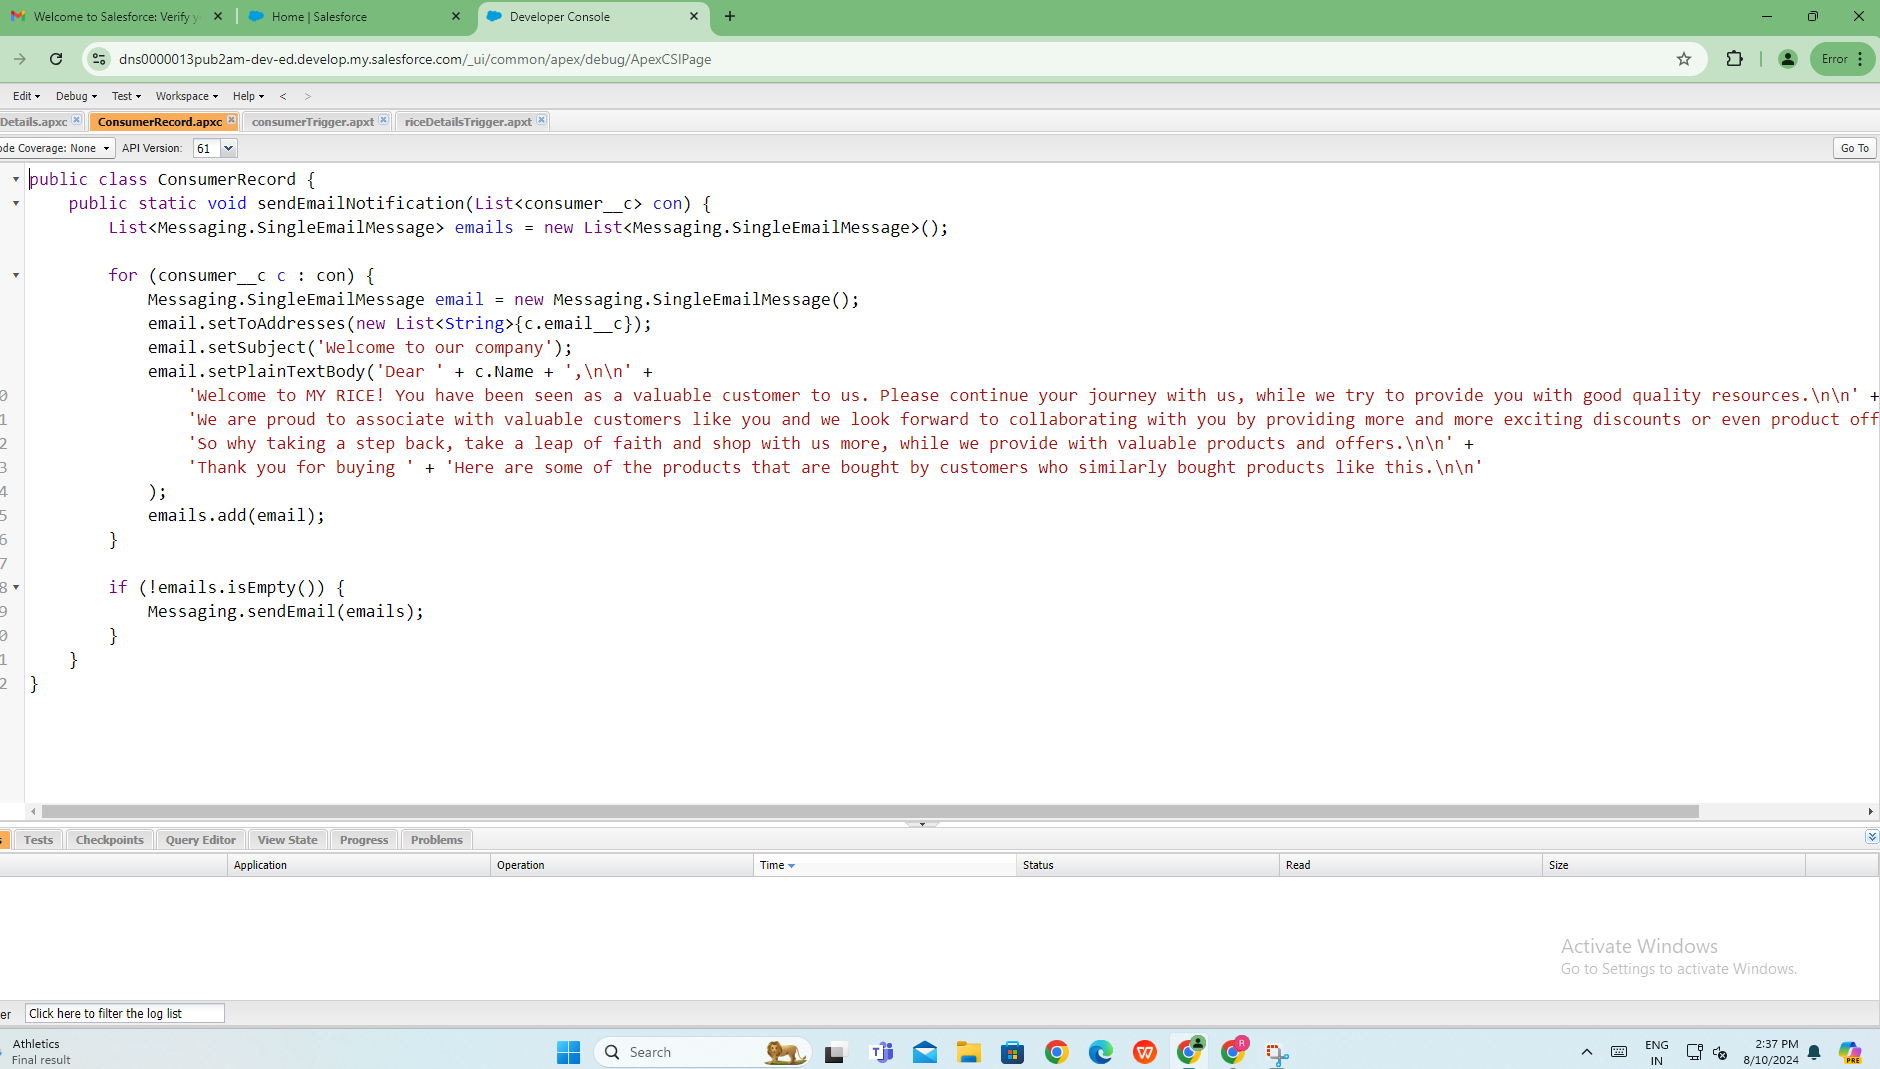 Welcome to Salesforce: Verify y
Home | Salesforce
Developer Console
dns0000013pub2am-dev-ed.develop.my.salesforce.com/_ui/common/apex/debug/ApexCSIPage
Error
Edit Debug Test Workspace Help < >
Details.apxc ConsumerRecord.apxc consumerTrigger.apxt riceDetailsTrigger.apxt
ode Coverage: None API Version: 61 Go To
public class ConsumerRecord {
public static void sendEmailNotification(List<consumer__c> con) {
List<Messaging.SingleEmailMessage> emails = new List<Messaging.SingleEmailMessage>();
for (consumer__c c : con) {
Messaging.SingleEmailMessage email = new Messaging.SingleEmailMessage();
email.setToAddresses(new List<String>{c.email__c});
email.setSubject('Welcome to our company');
email.setPlainTextBody('Dear ' + c.Name + ',\n\n' +
0 'Welcome to MY RICE! You have been seen as a valuable customer to us. Please continue your journey with us, while we try to provide you with good quality resources.\n\n' +
1 'We are proud to associate with valuable customers like you and we look forward to collaborating with you by providing more and more exciting discounts or even product off
2 'So why taking a step back, take a leap of faith and shop with us more, while we provide with valuable products and offers.\n\n' +
3 'Thank you for buying ' + 'Here are some of the products that are bought by customers who similarly bought products like this.\n\n'
4 );
5 emails.add(email);
6 }
7
8 if (!emails.isEmpty()) {
9 Messaging.sendEmail(emails);
0 }
1 }
2 }
s Tests Checkpoints Query Editor View State Progress Problems
Application Operation Time Status Read Size
Activate Windows
Go to Settings to activate Windows.
er Click here to filter the log list
Athletics
Final result
Search
ENG
IN
2:37 PM
8/10/2024
PRE